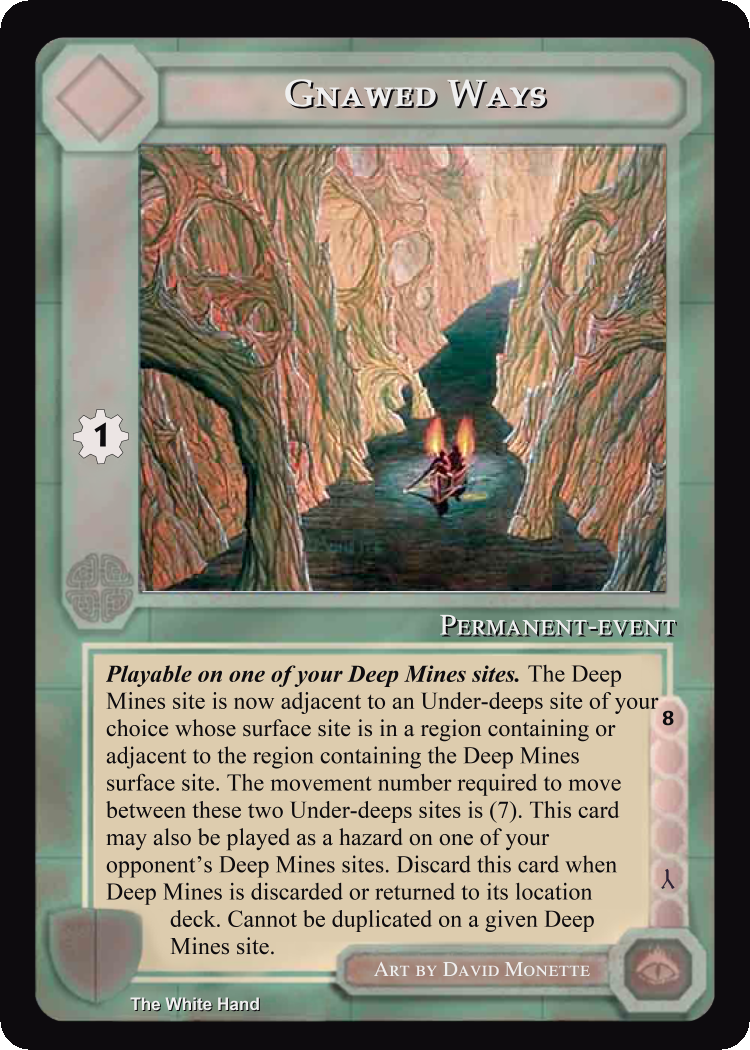 Gnawed Ways
1
Permanent-event
Playable on one of your Deep Mines sites. The Deep
Mines site is now adjacent to an Under-deeps site of your
choice whose surface site is in a region containing or
adjacent to the region containing the Deep Mines
surface site. The movement number required to move
between these two Under-deeps sites is (7). This card
may also be played as a hazard on one of your
opponent’s Deep Mines sites. Discard this card when
Deep Mines is discarded or returned to its location
deck. Cannot be duplicated on a given Deep
Mines site.
8
Art by David Monette
The White Hand